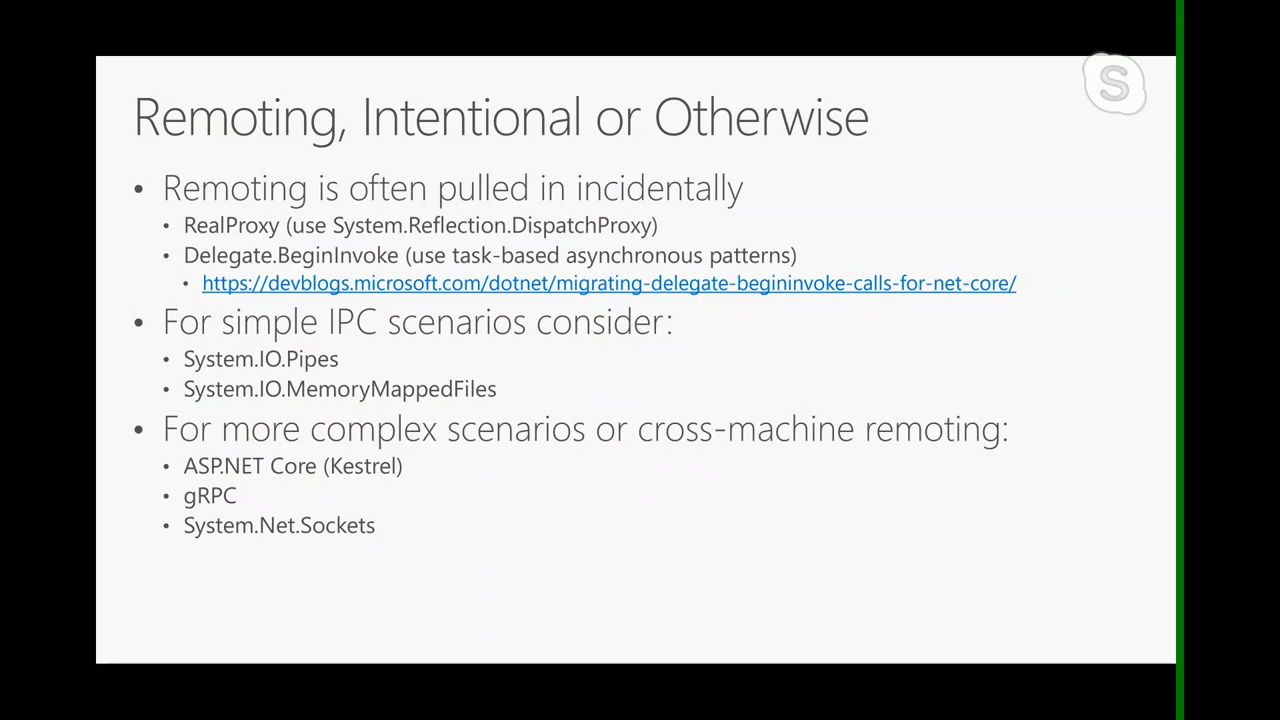 Remoting, Intentional or Otherwise
• Remoting is often pulled in incidentally
• RealProxy (use System.Reflection.DispatchProxy)
• Delegate.BeginInvoke (use task-based asynchronous patterns)
• https://devblogs.microsoft.com/dotnet/migrating-delegate-begininvoke-calls-for-net-core/
• For simple IPC scenarios consider:
• System.IO.Pipes
• System.IO.MemoryMappedFiles
• For more complex scenarios or cross-machine remoting:
• ASP.NET Core (Kestrel)
• gRPC
• System.Net.Sockets